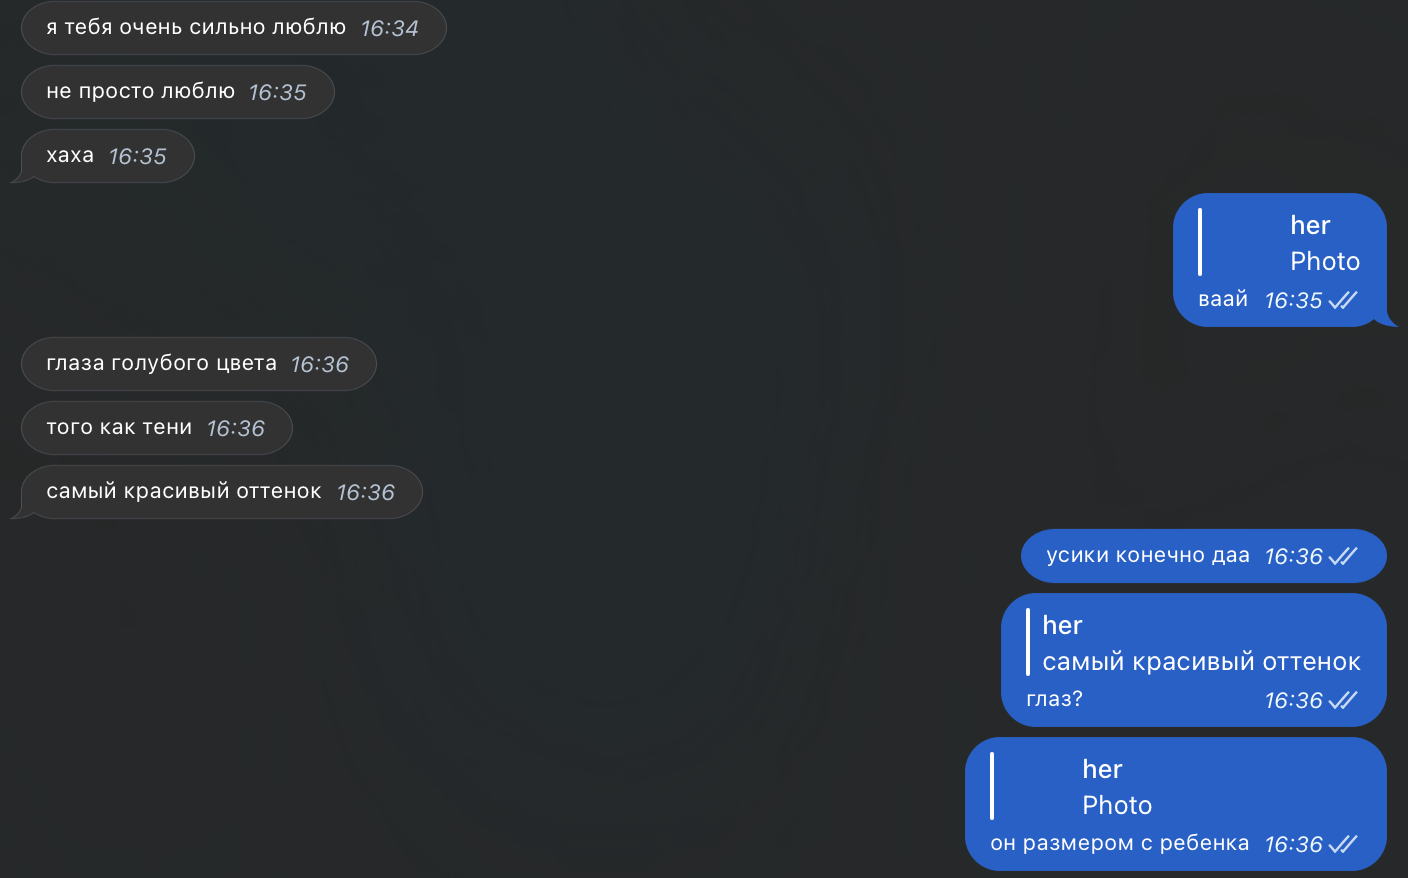 я тебя очень сильно люблю 16:34
не просто люблю 16:35
хаха 16:35
her
Photo
ваай 16:35
глаза голубого цвета 16:36
того как тени 16:36
самый красивый оттенок 16:36
усики конечно даа 16:36
her
самый красивый оттенок
глаз? 16:36
her
Photo
он размером с ребенка 16:36